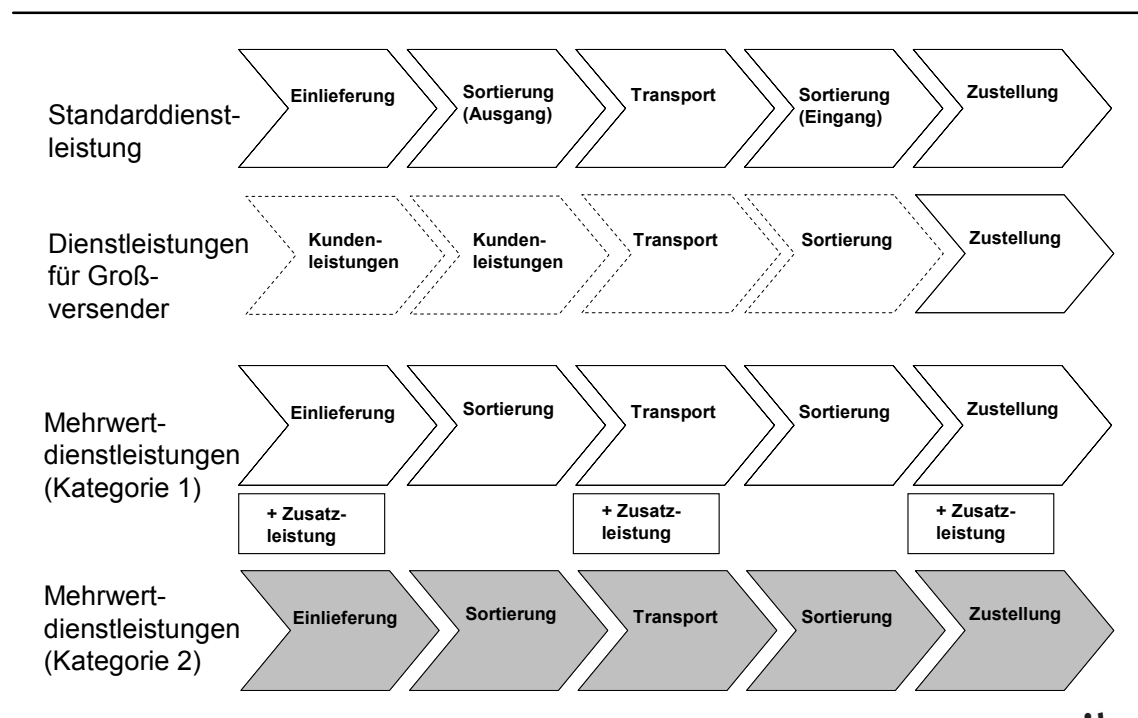 Standarddienst-
leistung
Einlieferung
Sortierung
(Ausgang)
Transport
Sortierung
(Eingang)
Zustellung
Dienstleistungen
für Groß-
versender
Kunden-
leistungen
Kunden-
leistungen
Transport
Sortierung
Zustellung
Mehrwert-
dienstleistungen
(Kategorie 1)
Einlieferung
Sortierung
Transport
Sortierung
Zustellung
+ Zusatz-
leistung
+ Zusatz-
leistung
+ Zusatz-
leistung
Mehrwert-
dienstleistungen
(Kategorie 2)
Einlieferung
Sortierung
Transport
Sortierung
Zustellung